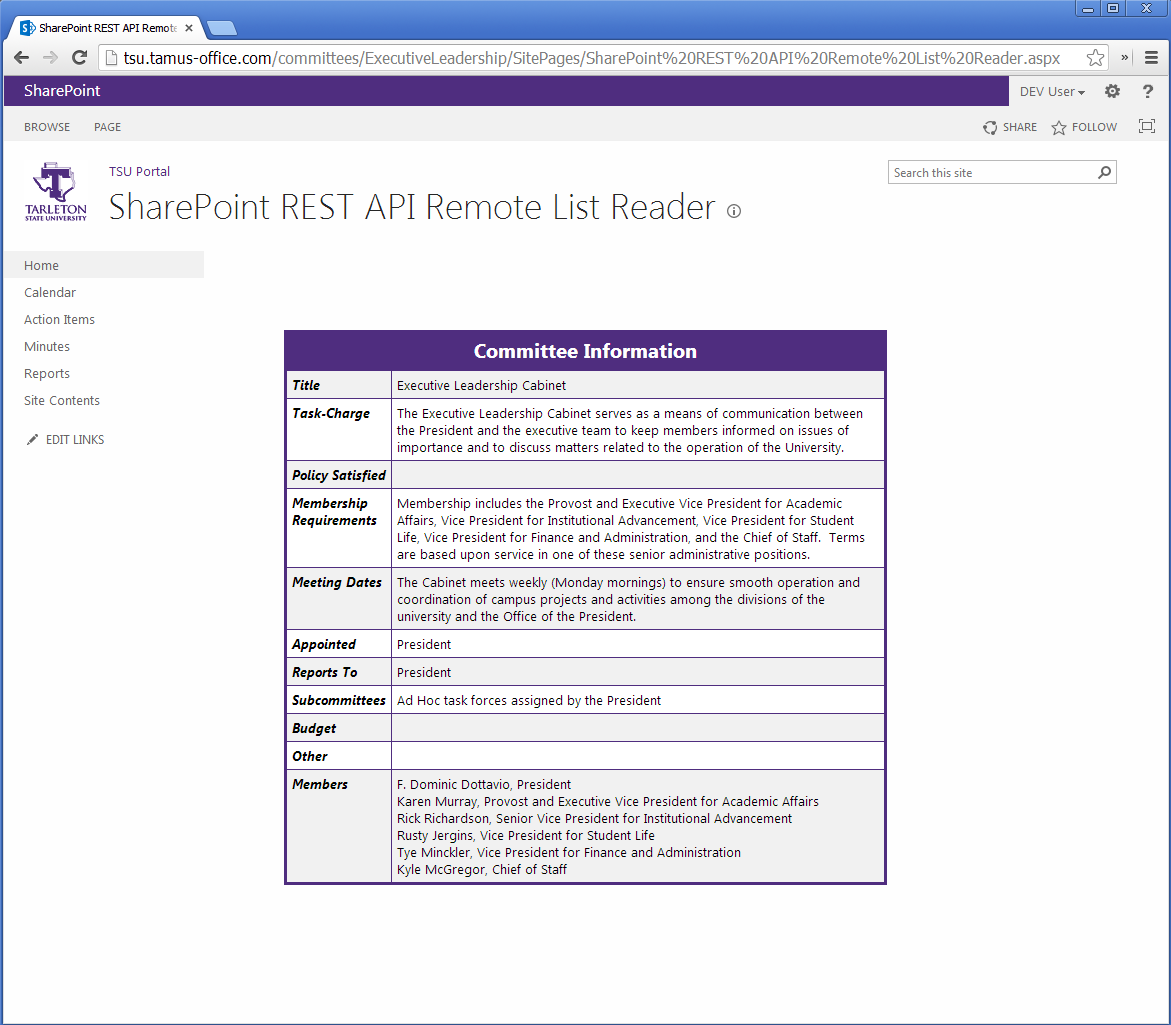 SharePoint REST API Remote
tsu.tamus-office.com/committees/ExecutiveLeadership/SitePages/SharePoint%20REST%20API%20Remote%20List%20Reader.aspx
SharePoint
DEV User
?
BROWSE PAGE
SHARE FOLLOW
TARLETON
STATE UNIVERSITY
TSU Portal
Search this site
SharePoint REST API Remote List Reader
Home
Calendar
Action Items
Minutes
Reports
Site Contents
EDIT LINKS
Committee Information
Title Executive Leadership Cabinet
Task-Charge The Executive Leadership Cabinet serves as a means of communication between
the President and the executive team to keep members informed on issues of
importance and to discuss matters related to the operation of the University.
Policy Satisfied
Membership Membership includes the Provost and Executive Vice President for Academic
Requirements Affairs, Vice President for Institutional Advancement, Vice President for Student
Life, Vice President for Finance and Administration, and the Chief of Staff.  Terms
are based upon service in one of these senior administrative positions.
Meeting Dates The Cabinet meets weekly (Monday mornings) to ensure smooth operation and
coordination of campus projects and activities among the divisions of the
university and the Office of the President.
Appointed President
Reports To President
Subcommittees Ad Hoc task forces assigned by the President
Budget
Other
Members F. Dominic Dottavio, President
Karen Murray, Provost and Executive Vice President for Academic Affairs
Rick Richardson, Senior Vice President for Institutional Advancement
Rusty Jergins, Vice President for Student Life
Tye Minckler, Vice President for Finance and Administration
Kyle McGregor, Chief of Staff